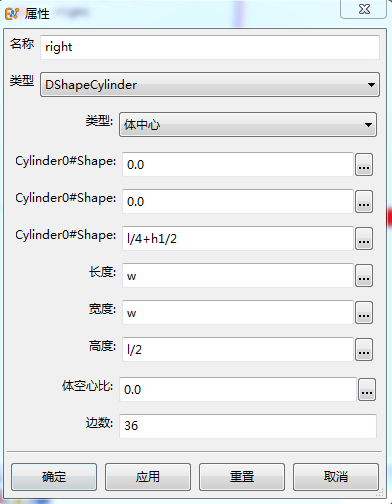 属性
名称 right
类型 DShapeCylinder
类型: 体中心
Cylinder0#Shape: 0.0 ...
Cylinder0#Shape: 0.0 ...
Cylinder0#Shape: l/4+h1/2 ...
长度: w ...
宽度: w ...
高度: l/2 ...
体空心比: 0.0 ...
边数: 36
确定 应用 重置 取消